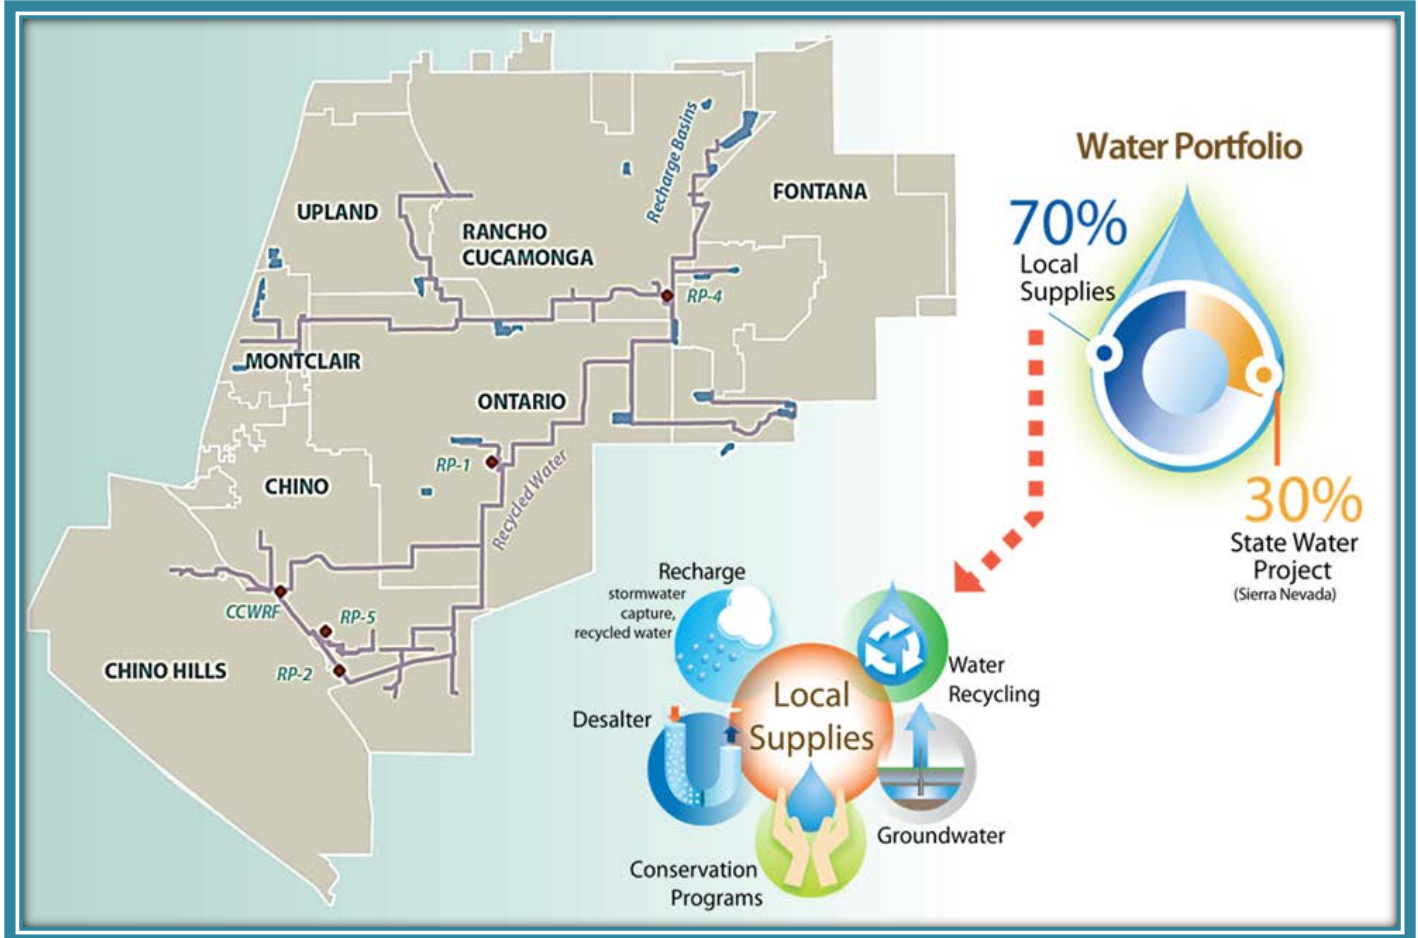 UPLAND
RANCHO
CUCAMONGA
Recharge Basins
FONTANA
RP-4
MONTCLAIR
ONTARIO
RP-1
Recycled Water
CHINO
CCWRF
RP-5
RP-2
CHINO HILLS
Water Portfolio
70%
Local
Supplies
30%
State Water
Project
(Sierra Nevada)
Recharge
stormwater
capture,
recycled water
Water
Recycling
Desalter
Local
Supplies
Groundwater
Conservation
Programs